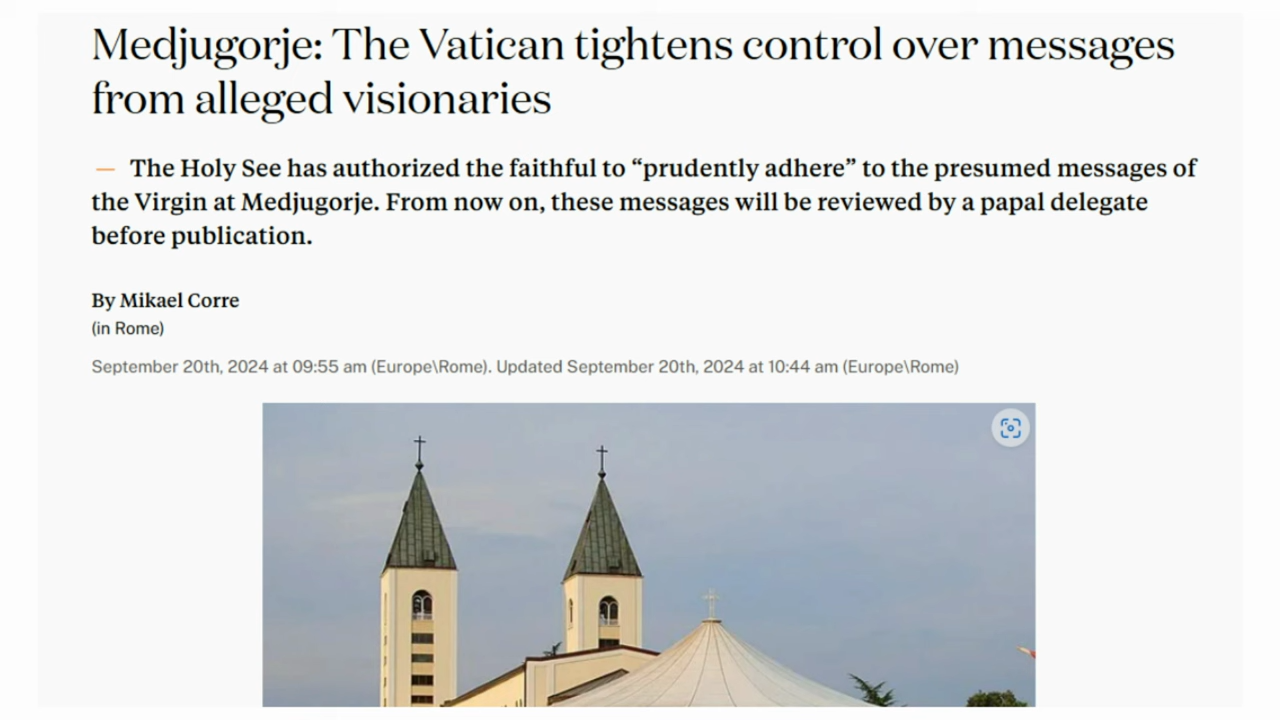 Medjugorje: The Vatican tightens control over messages
from alleged visionaries
— The Holy See has authorized the faithful to “prudently adhere” to the presumed messages of
the Virgin at Medjugorje. From now on, these messages will be reviewed by a papal delegate
before publication.
By Mikael Corre
(in Rome)
September 20th, 2024 at 09:55 am (Europe\Rome). Updated September 20th, 2024 at 10:44 am (Europe\Rome)